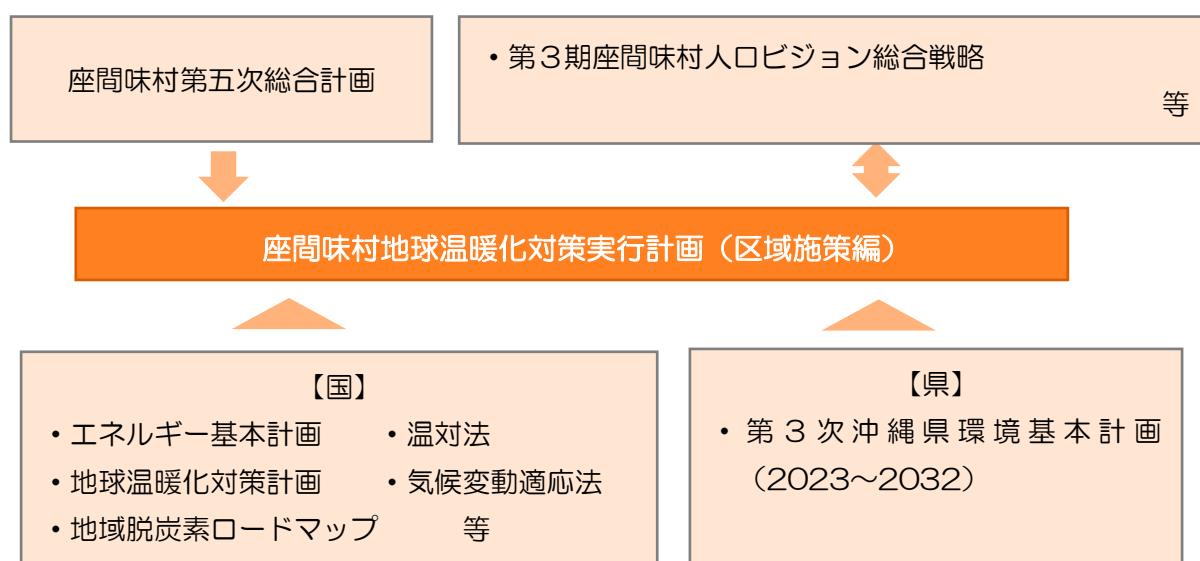 座間味村第五次総合計画
・第３期座間味村人口ビジョン総合戦略
等
座間味村地球温暖化対策実行計画（区域施策編）
【国】
・エネルギー基本計画　・温対法
・地球温暖化対策計画　・気候変動適応法
・地域脱炭素ロードマップ　等
【県】
・第３次沖縄県環境基本計画
（2023～2032）